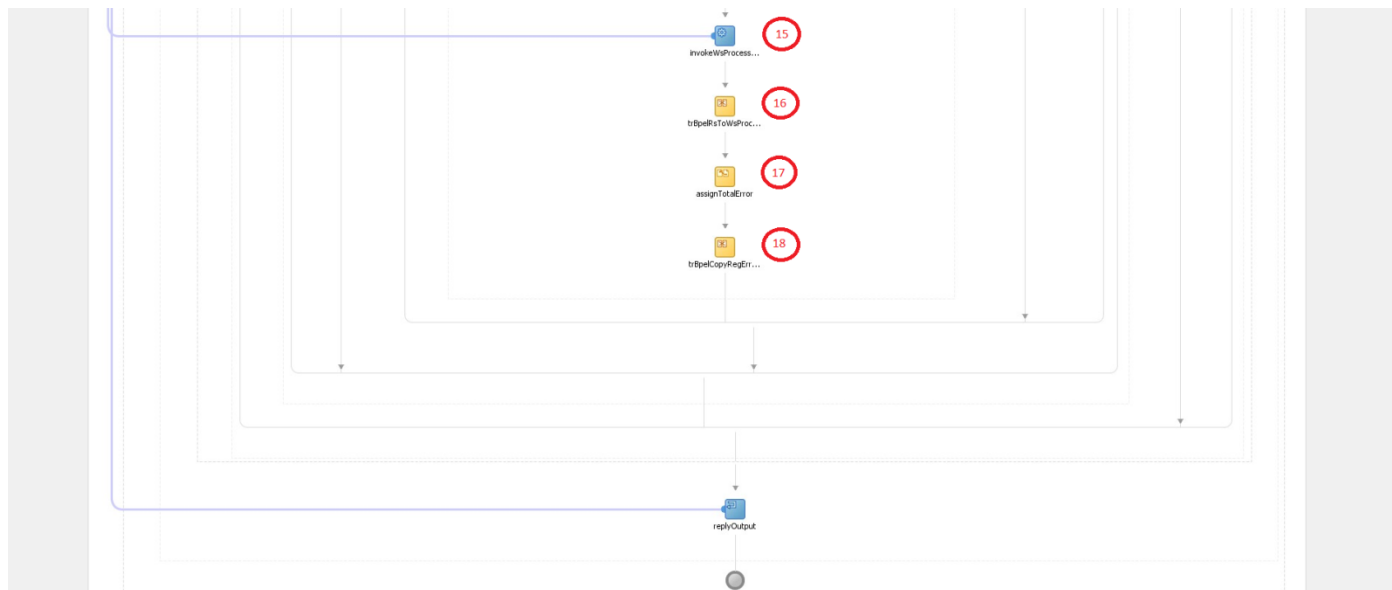 15
invokeWsProcess...
16
trBpelRsToWsProc...
17
assignTotalError
18
trBpelCopyRegErr...
replyOutput